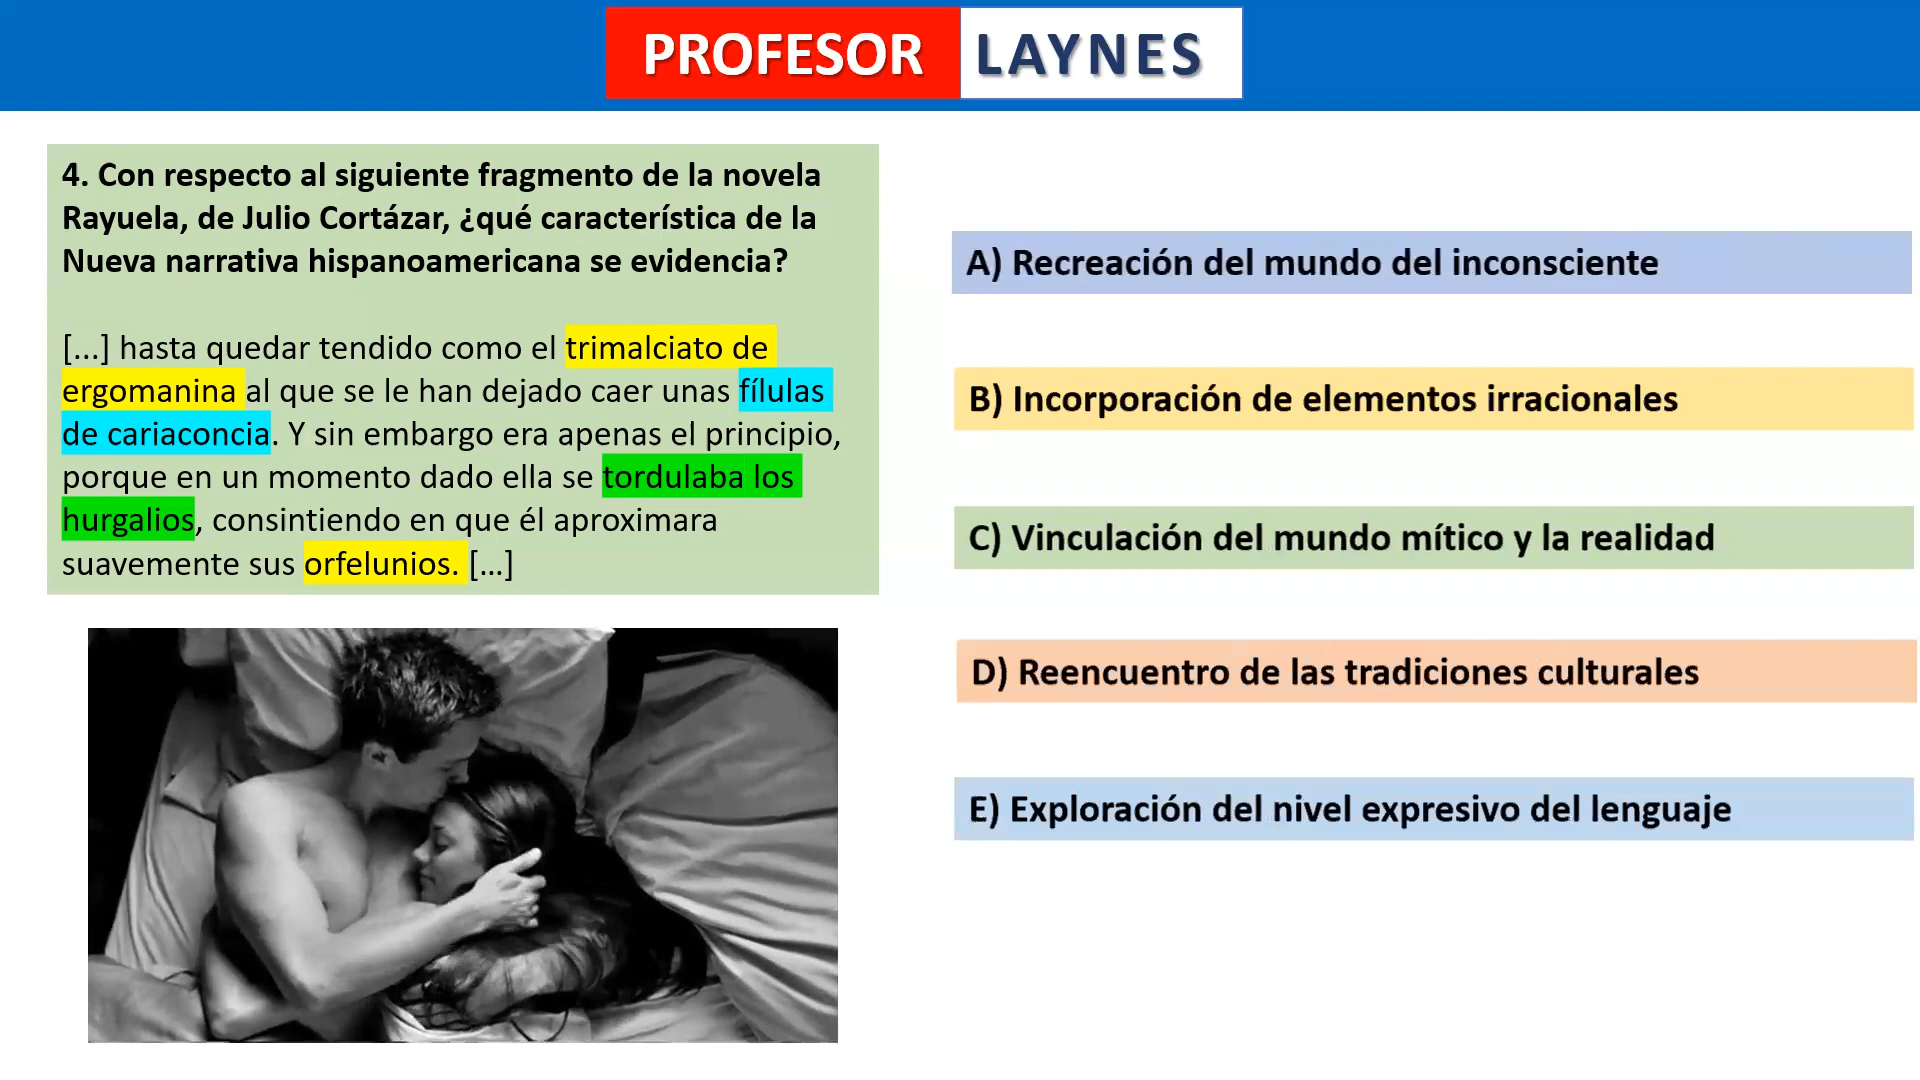 PROFESOR LAYNES
4. Con respecto al siguiente fragmento de la novela
Rayuela, de Julio Cortázar, ¿qué característica de la
Nueva narrativa hispanoamericana se evidencia?
[...] hasta quedar tendido como el trimalciato de
ergomanina al que se le han dejado caer unas fílulas
de cariaconcia. Y sin embargo era apenas el principio,
porque en un momento dado ella se tordulaba los
hurgalios, consintiendo en que él aproximara
suavemente sus orfelunios. [...]
A) Recreación del mundo del inconsciente
B) Incorporación de elementos irracionales
C) Vinculación del mundo mítico y la realidad
D) Reencuentro de las tradiciones culturales
E) Exploración del nivel expresivo del lenguaje